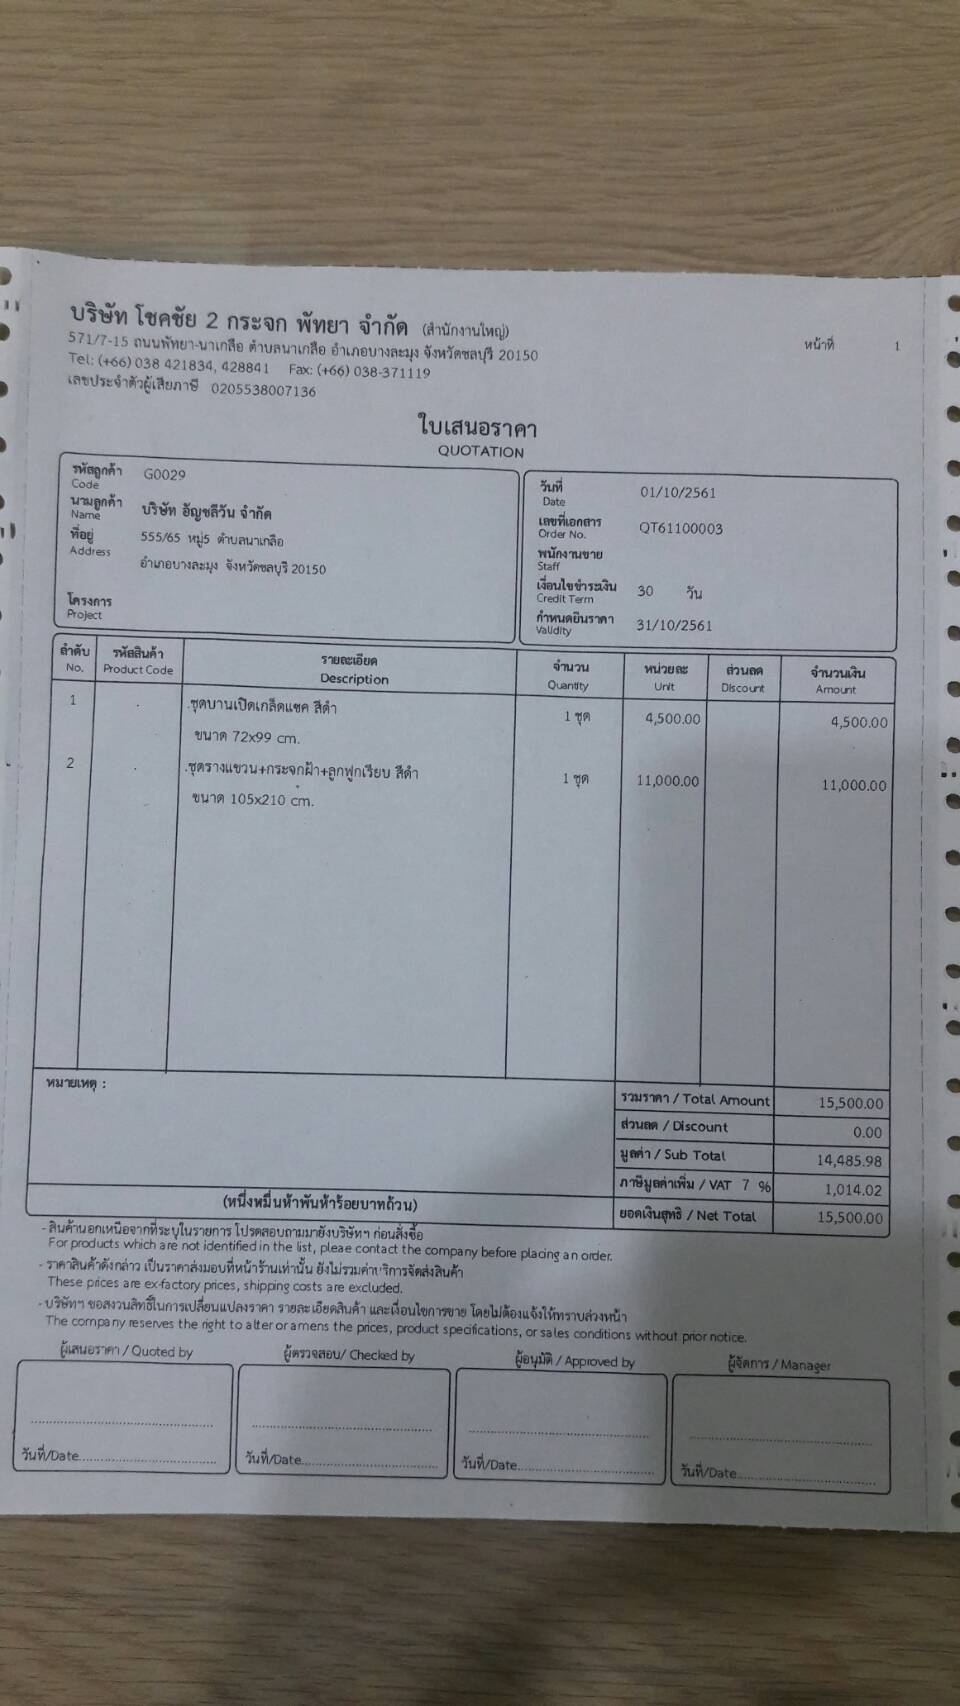 บริษัท โชคชัย 2 กระจก พัทยา จำกัด (สำนักงานใหญ่)
571/7-15 ถนนพัทยา-นาเกลือ ตำบลนาเกลือ อำเภอบางละมุง จังหวัดชลบุรี 20150
หน้าที่ 1
Tel: (+66) 038 421834, 428841 Fax: (+66) 038-371119
เลขประจำตัวผู้เสียภาษี 0205538007136
ใบเสนอราคา
QUOTATION
รหัสลูกค้า G0029
Code
นามลูกค้า บริษัท อัญชลีวัน จำกัด
Name
ที่อยู่ 555/65 หมู่5 ตำบลนาเกลือ
Address
อำเภอบางละมุง จังหวัดชลบุรี 20150
โครงการ
Project
วันที่ 01/10/2561
Date
เลขที่เอกสาร QT61100003
Order No.
พนักงานขาย
Staff
เงื่อนไขชำระเงิน 30 วัน
Credit Term
กำหนดยืนราคา 31/10/2561
Validity
ลำดับ รหัสสินค้า รายละเอียด จำนวน หน่วยละ ส่วนลด จำนวนเงิน
No. Product Code Description Quantity Unit Discount Amount
1 . .ชุดบานเปิดเกล็ดแซค สีดำ 1 ชุด 4,500.00 4,500.00
ขนาด 72x99 cm.
2 . .ชุดรางแขวน+กระจกฝ้า+ลูกฟูกเรียบ สีดำ 1 ชุด 11,000.00 11,000.00
ขนาด 105x210 cm.
หมายเหตุ :
รวมราคา / Total Amount 15,500.00
ส่วนลด / Discount 0.00
มูลค่า / Sub Total 14,485.98
ภาษีมูลค่าเพิ่ม / VAT 7 % 1,014.02
(หนึ่งหมื่นห้าพันห้าร้อยบาทถ้วน) ยอดเงินสุทธิ / Net Total 15,500.00
- สินค้านอกเหนือจากที่ระบุในรายการ โปรดสอบถามมายังบริษัทฯ ก่อนสั่งซื้อ
For products which are not identified in the list, pleae contact the company before placing an order.
- ราคาสินค้าดังกล่าว เป็นราคาส่งมอบที่หน้าร้านเท่านั้น ยังไม่รวมค่าบริการจัดส่งสินค้า
These prices are ex-factory prices, shipping costs are excluded.
- บริษัทฯ ขอสงวนสิทธิ์ในการเปลี่ยนแปลงราคา รายละเอียดสินค้า และเงื่อนไขการขาย โดยไม่ต้องแจ้งให้ทราบล่วงหน้า
The company reserves the right to alter or amens the prices, product specifications, or sales conditions without prior notice.
ผู้เสนอราคา / Quoted by ผู้ตรวจสอบ/ Checked by ผู้อนุมัติ / Approved by ผู้จัดการ / Manager
วันที่/Date.................... วันที่/Date.................... วันที่/Date.................... วันที่/Date....................